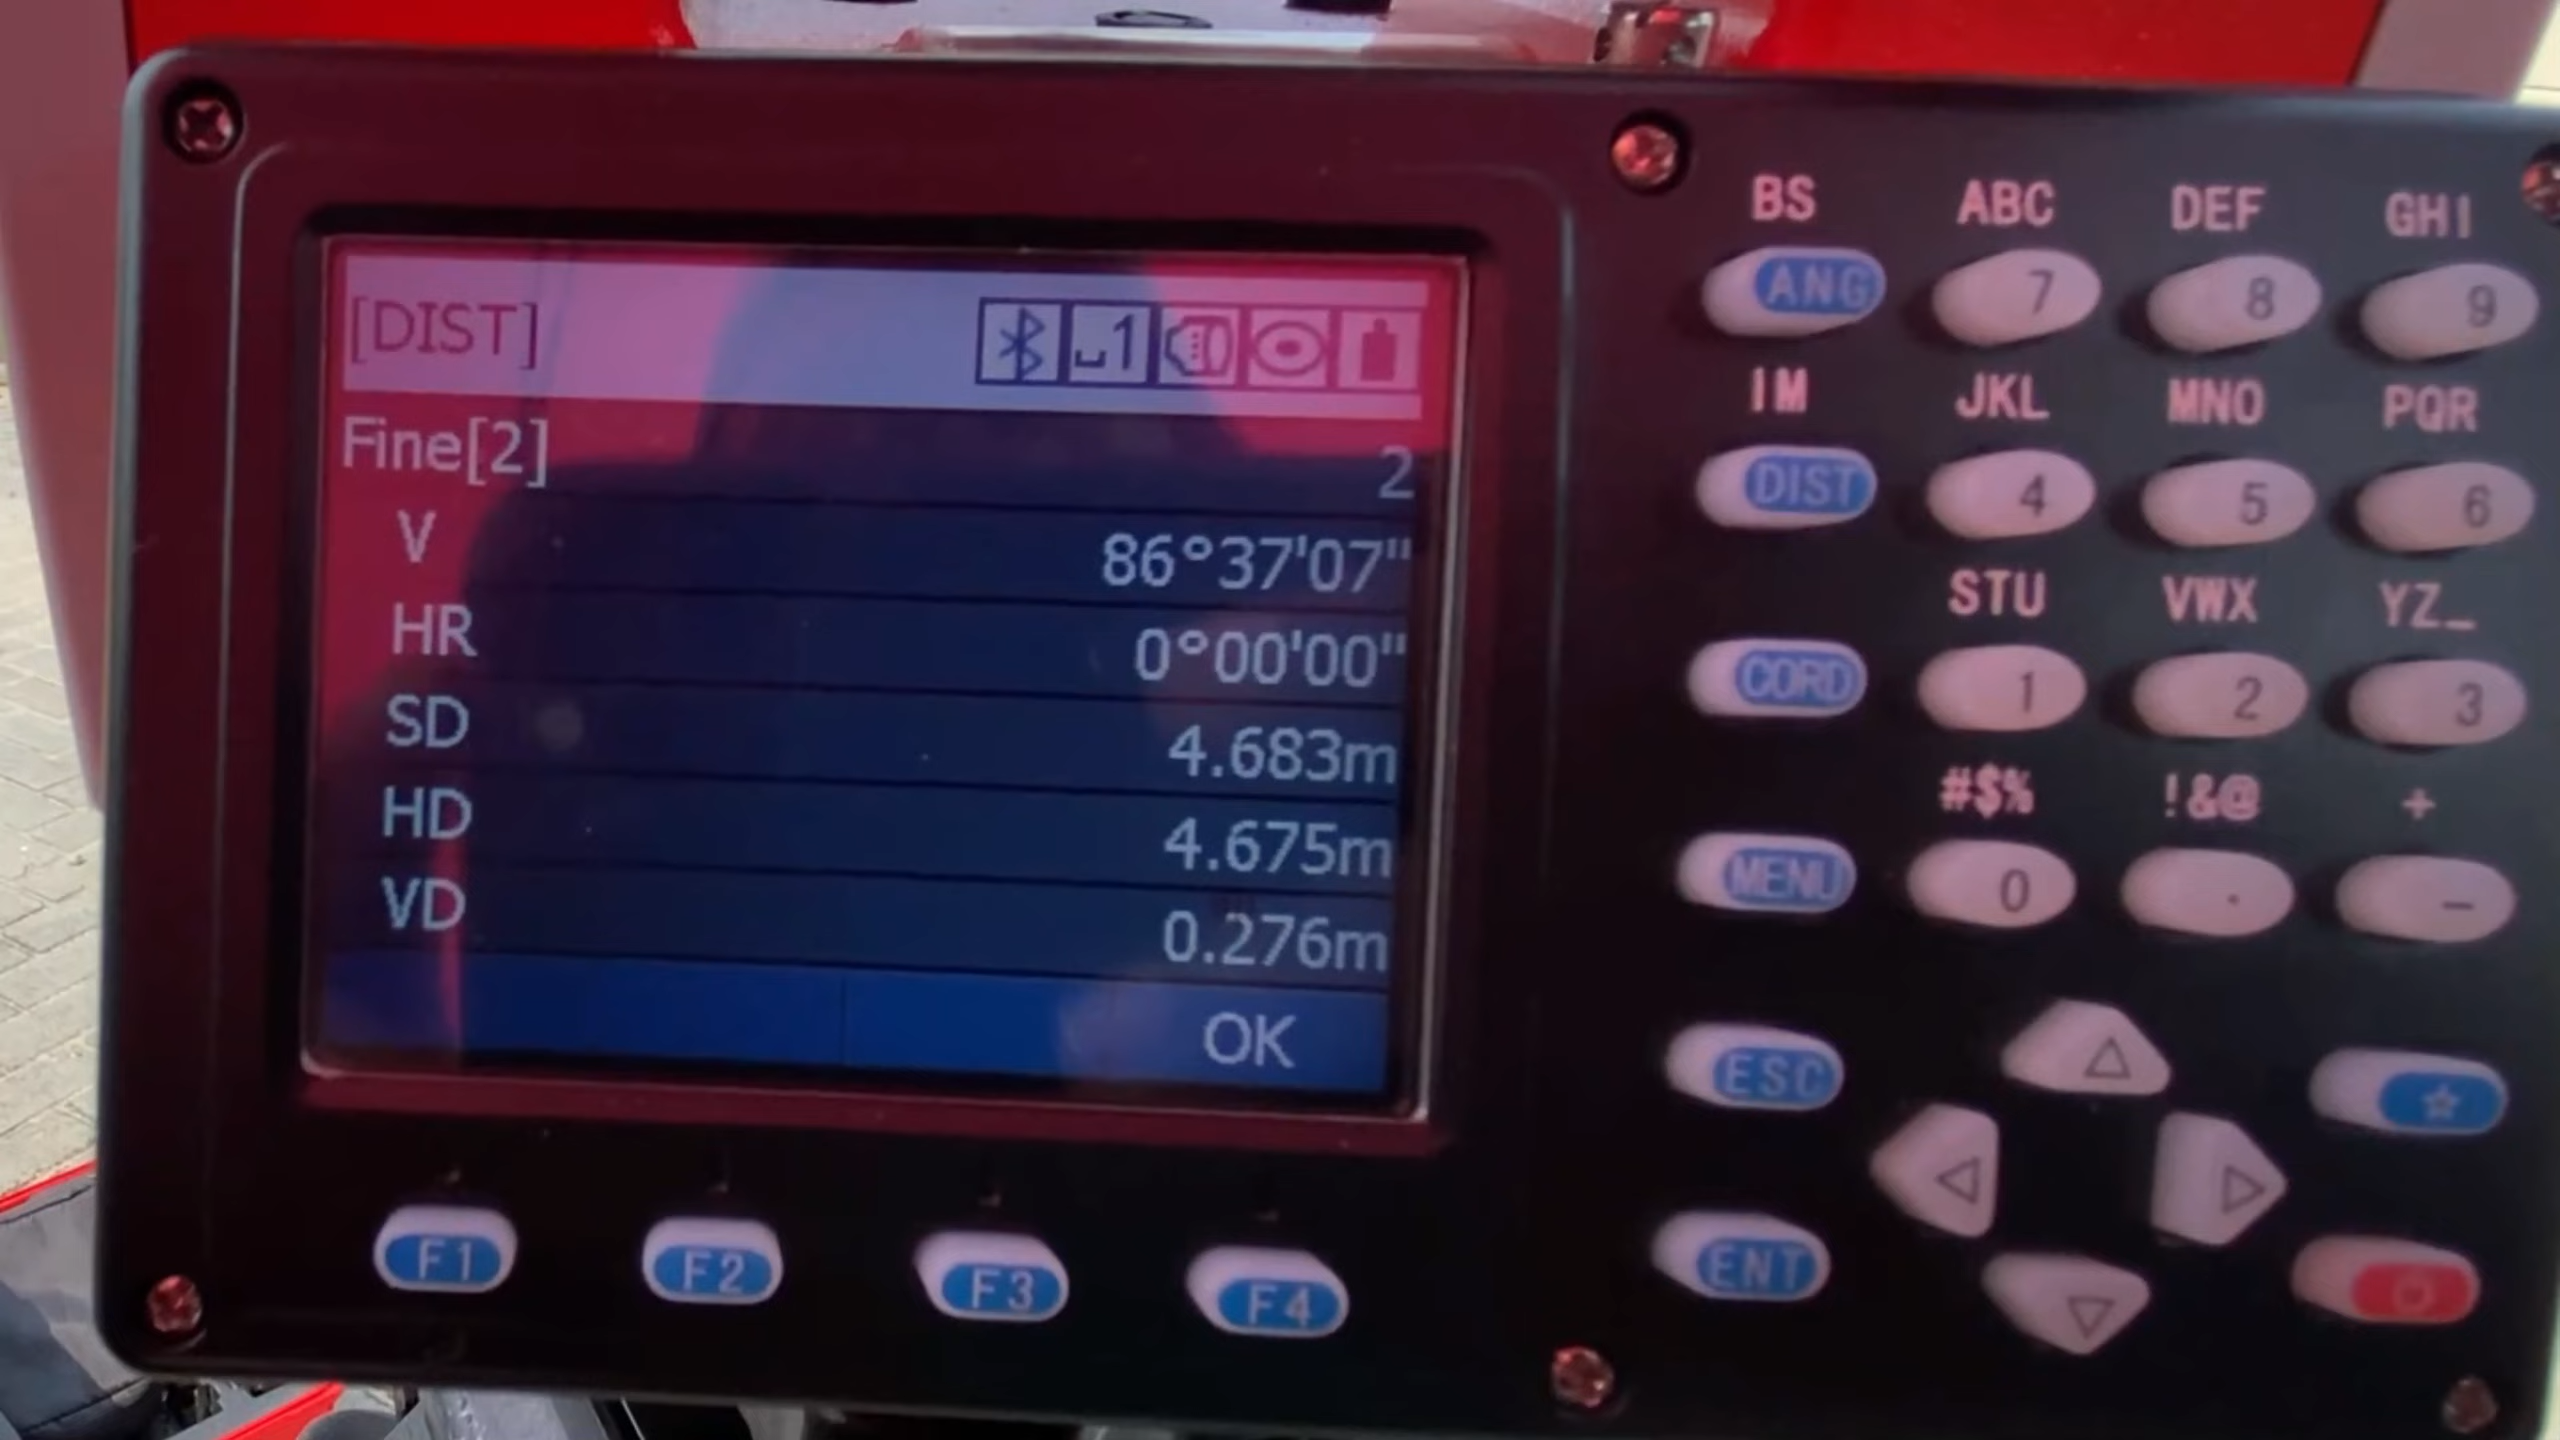 [DIST] 1
Fine[2] 2
V 86°37'07"
HR 0°00'00"
SD 4.683m
HD 4.675m
VD 0.276m
OK
F1 F2 F3 F4
BS ABC DEF GHI
ANG 7 8 9
IM JKL MNO PQR
DIST 4 5 6
STU VWX YZ_
CORD 1 2 3
#$% !&@ +
MENU 0 . -
ESC
ENT